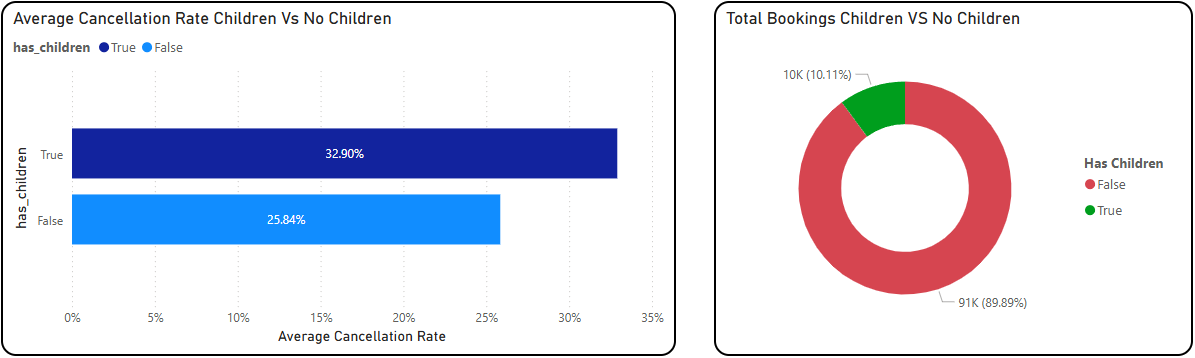 Average Cancellation Rate Children Vs No Children
has_children True False
has_children
True
32.90%
False
25.84%
0% 5% 10% 15% 20% 25% 30% 35%
Average Cancellation Rate
Total Bookings Children VS No Children
10K (10.11%)
91K (89.89%)
Has Children
False
True